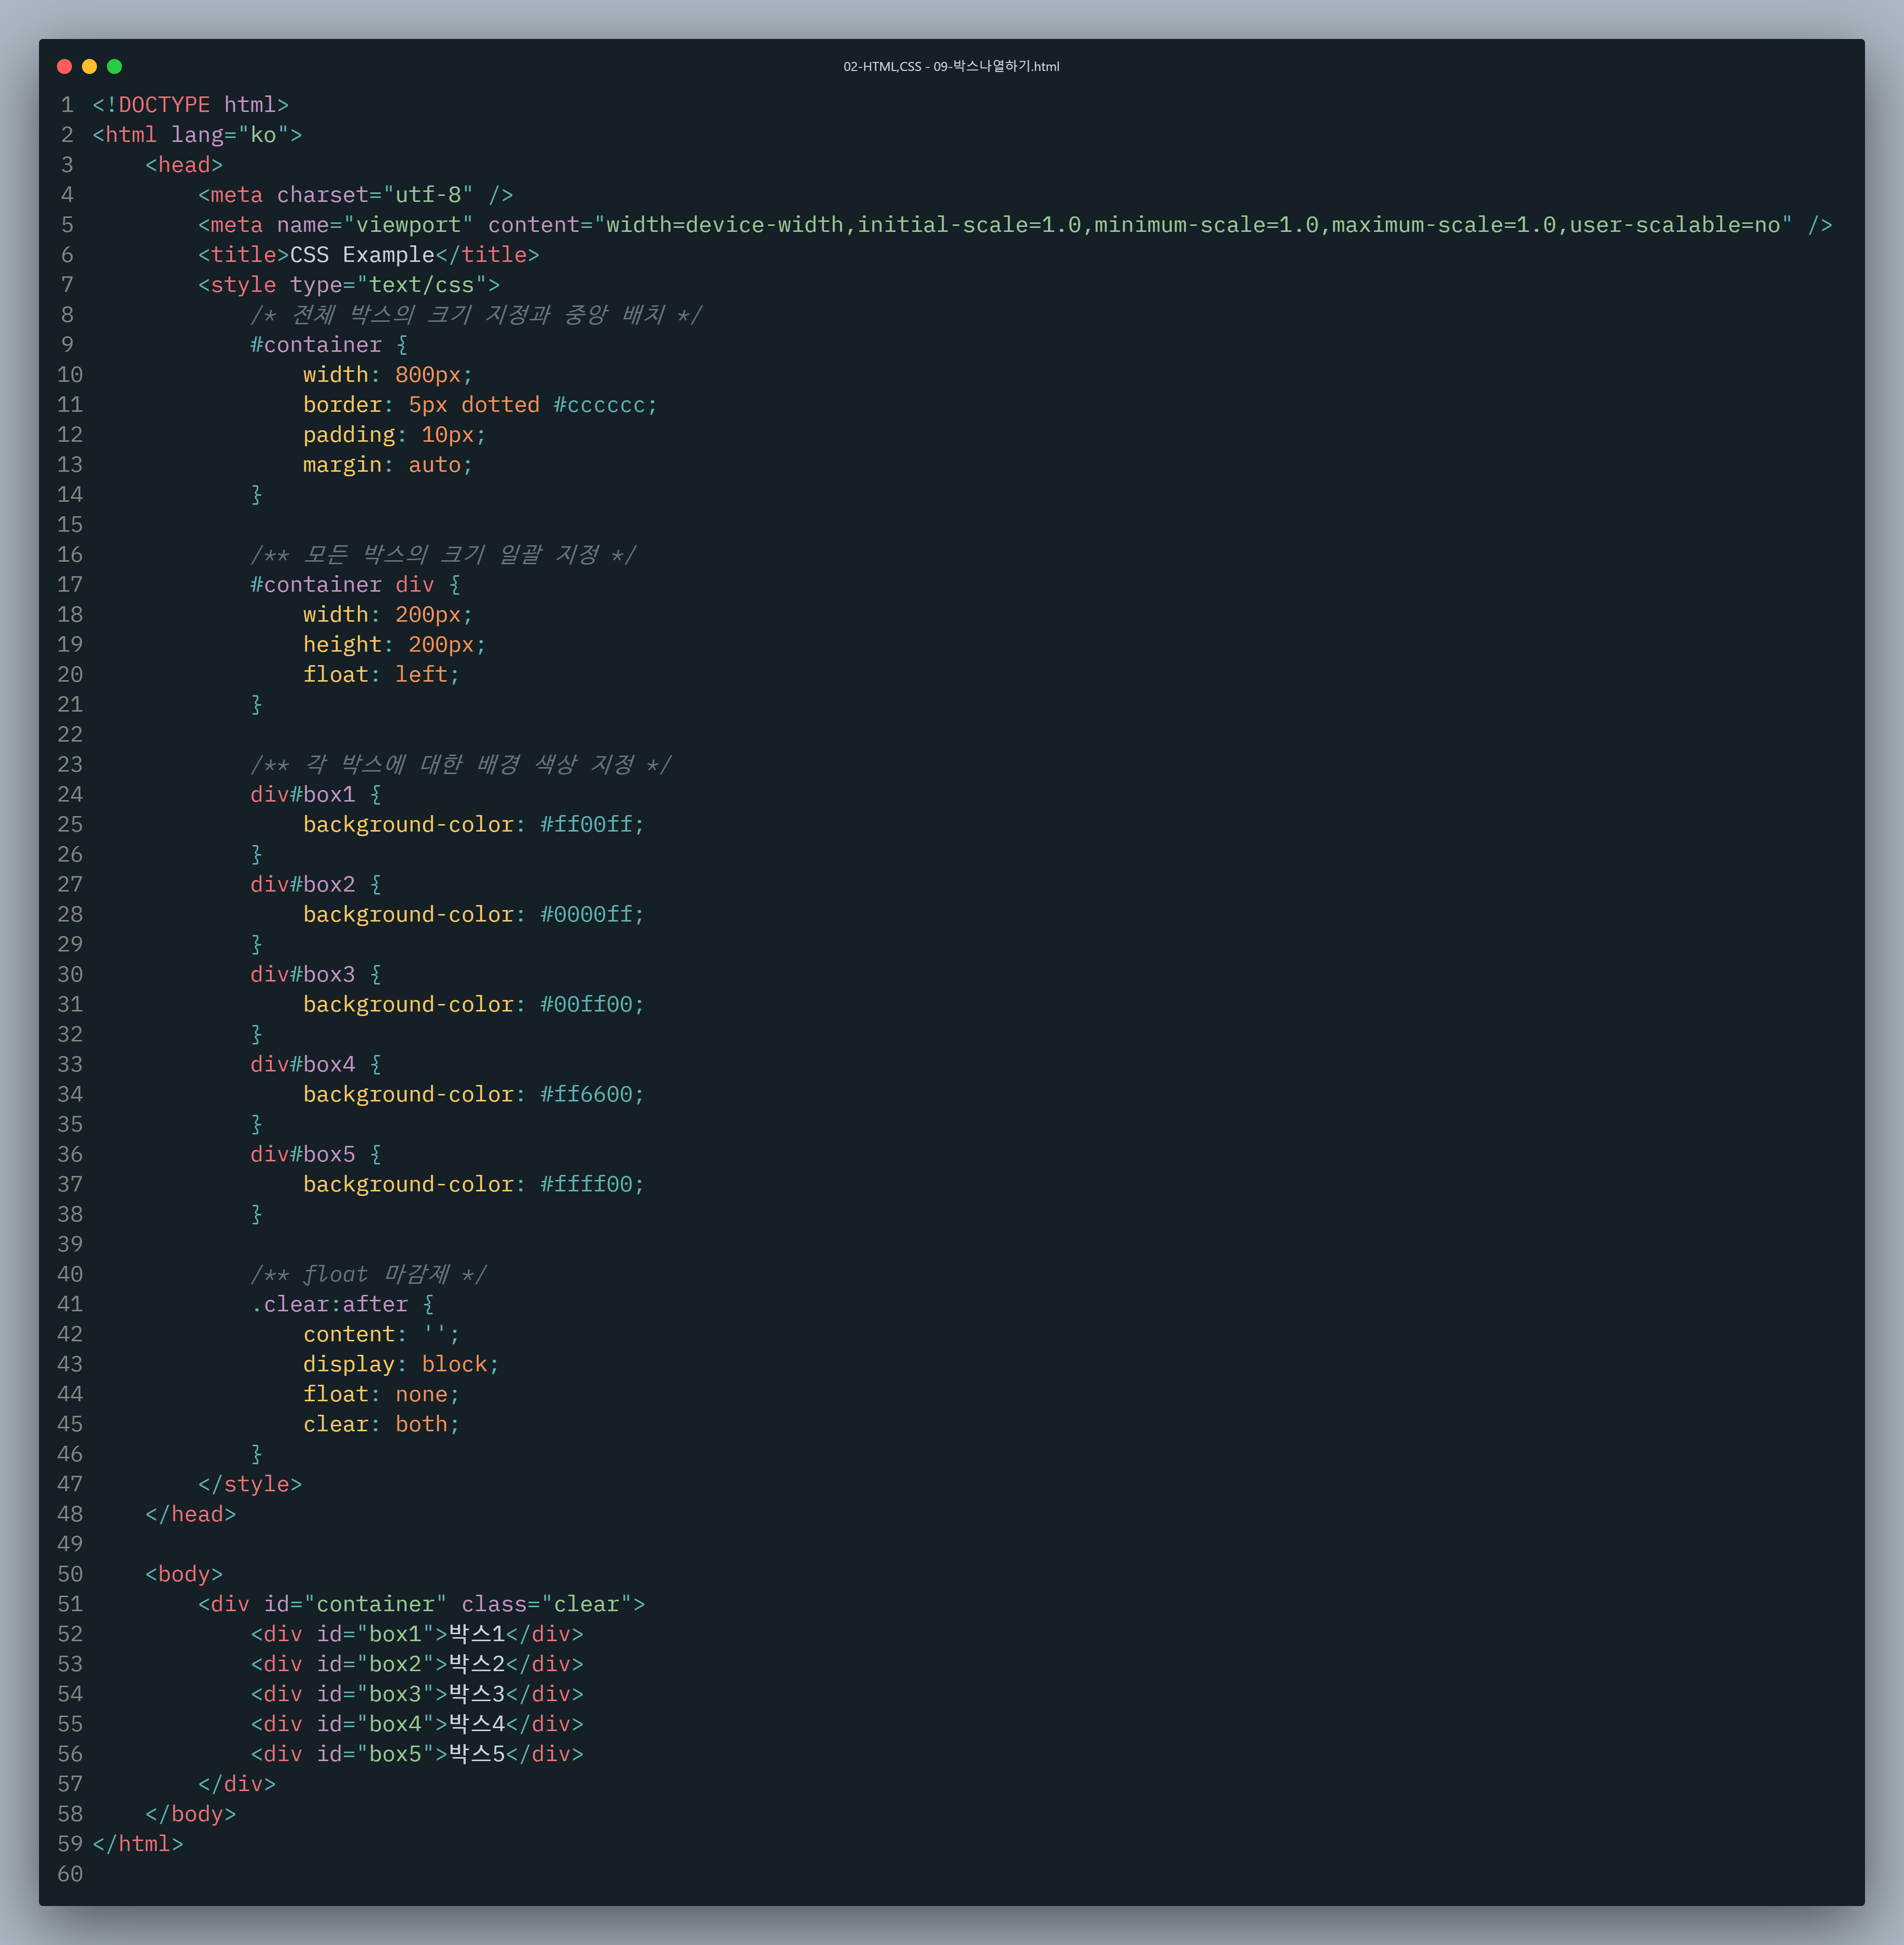 02-HTML,CSS - 09-박스나열하기.html
1 <!DOCTYPE html>
2 <html lang="ko">
3     <head>
4         <meta charset="utf-8" />
5         <meta name="viewport" content="width=device-width,initial-scale=1.0,minimum-scale=1.0,maximum-scale=1.0,user-scalable=no" />
6         <title>CSS Example</title>
7         <style type="text/css">
8             /* 전체 박스의 크기 지정과 중앙 배치 */
9             #container {
10                 width: 800px;
11                 border: 5px dotted #cccccc;
12                 padding: 10px;
13                 margin: auto;
14             }
15
16             /** 모든 박스의 크기 일괄 지정 */
17             #container div {
18                 width: 200px;
19                 height: 200px;
20                 float: left;
21             }
22
23             /** 각 박스에 대한 배경 색상 지정 */
24             div#box1 {
25                 background-color: #ff00ff;
26             }
27             div#box2 {
28                 background-color: #0000ff;
29             }
30             div#box3 {
31                 background-color: #00ff00;
32             }
33             div#box4 {
34                 background-color: #ff6600;
35             }
36             div#box5 {
37                 background-color: #ffff00;
38             }
39
40             /** float 마감제 */
41             .clear:after {
42                 content: '';
43                 display: block;
44                 float: none;
45                 clear: both;
46             }
47         </style>
48     </head>
49
50     <body>
51         <div id="container" class="clear">
52             <div id="box1">박스1</div>
53             <div id="box2">박스2</div>
54             <div id="box3">박스3</div>
55             <div id="box4">박스4</div>
56             <div id="box5">박스5</div>
57         </div>
58     </body>
59 </html>
60